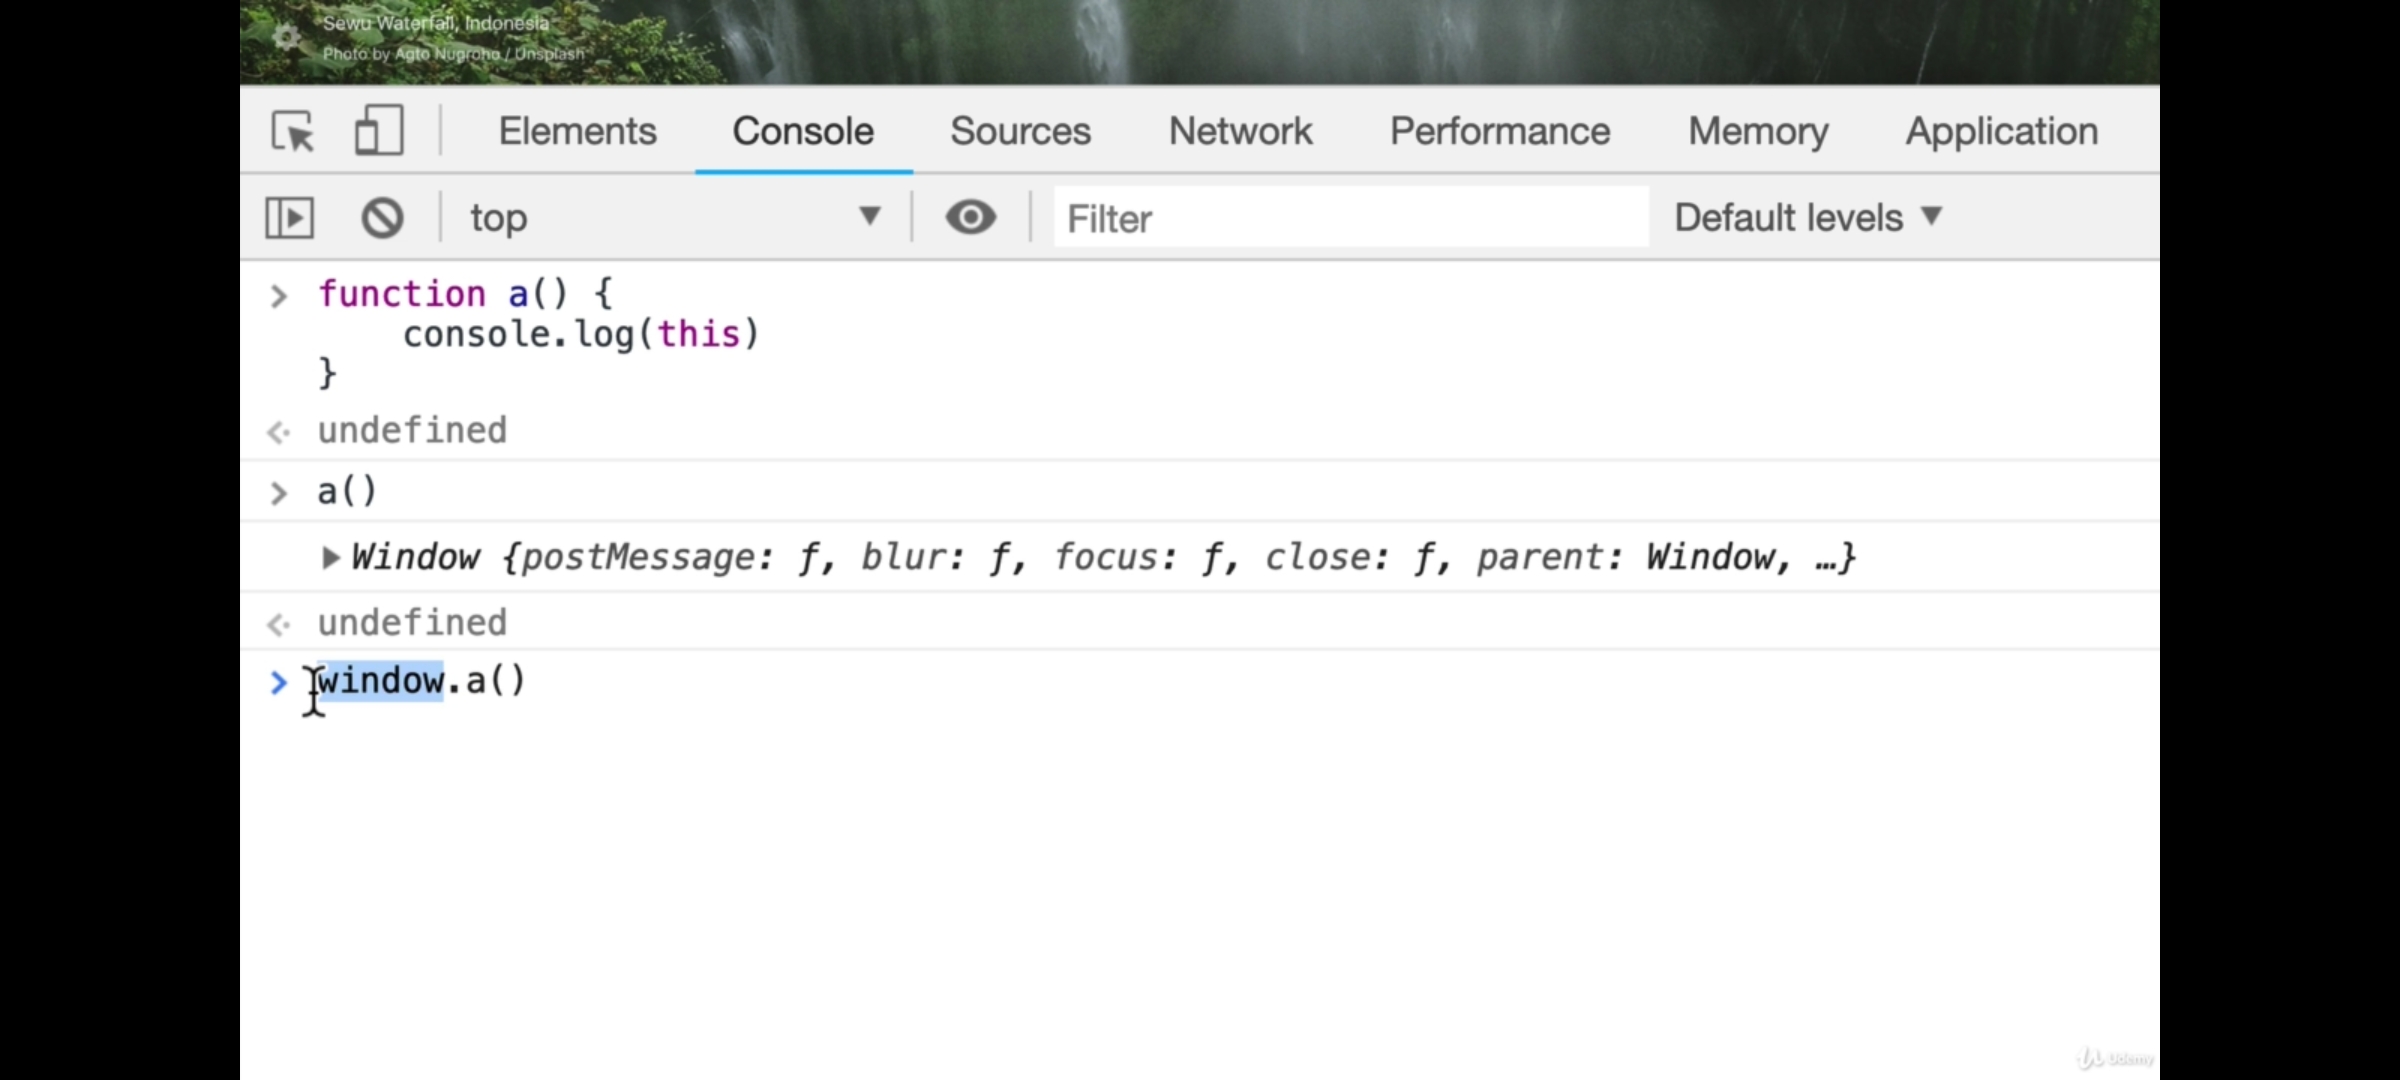 Sewu Waterfall, Indonesia
Photo by Agto Nugroho / Unsplash
Elements Console Sources Network Performance Memory Application
top Filter Default levels
> function a() {
console.log(this)
}
undefined
> a()
Window {postMessage: ƒ, blur: ƒ, focus: ƒ, close: ƒ, parent: Window, …}
undefined
> window.a()
Udemy